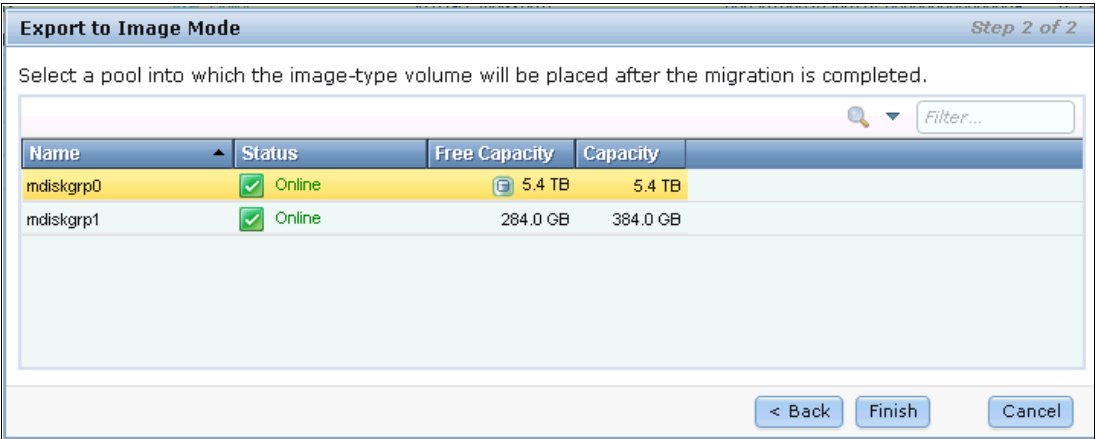 Export to Image Mode Step 2 of 2
Select a pool into which the image-type volume will be placed after the migration is completed.
Filter...
Name Status Free Capacity Capacity
mdiskgrp0 Online 5.4 TB 5.4 TB
mdiskgrp1 Online 284.0 GB 384.0 GB
< Back Finish Cancel